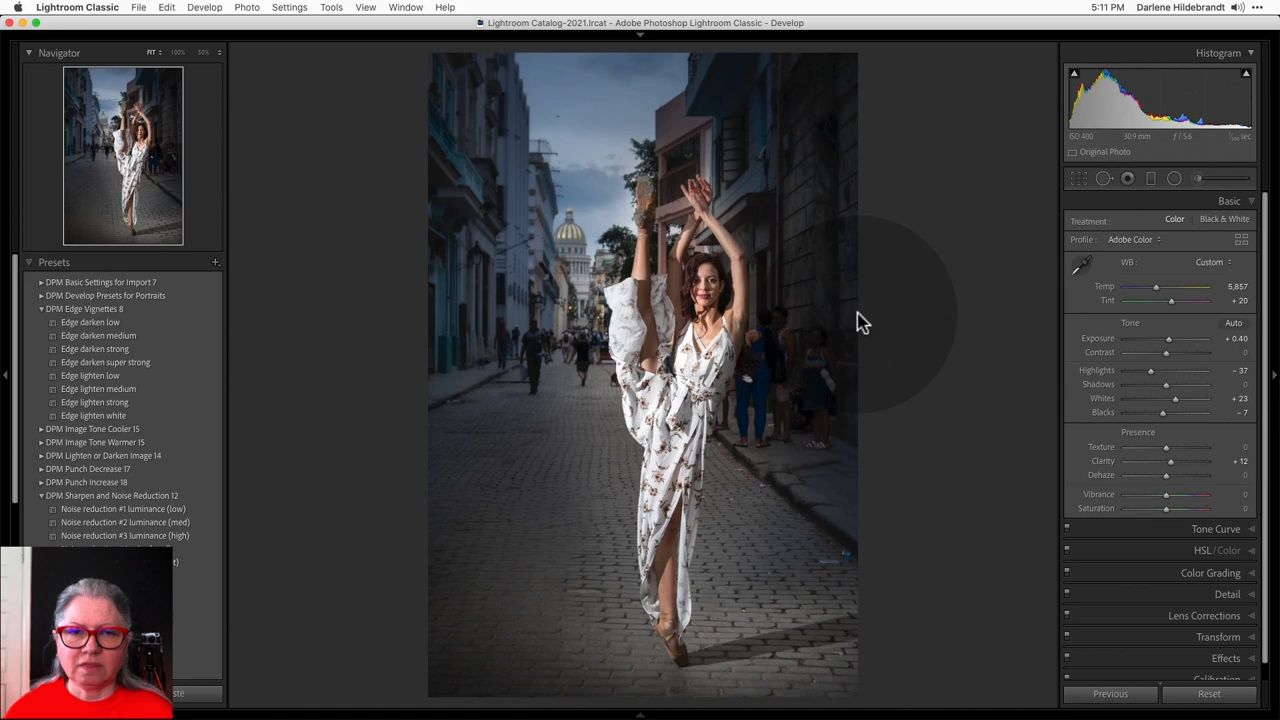 Lightroom Classic File Edit Develop Photo Settings Tools View Window Help 5:11 PM Darlene Hildebrandt
Lightroom Catalog-2021.lrcat - Adobe Photoshop Lightroom Classic - Develop
Navigator FIT 100% 50%
Histogram
ISO 400 30.9 mm ƒ / 5.6 sec
Original Photo
Basic
Treatment : Color Black & White
Profile : Adobe Color
WB : Custom
Temp 5,857
Tint + 20
Tone Auto
Exposure + 0.40
Contrast 0
Highlights – 37
Shadows 0
Whites + 23
Blacks – 7
Presence
Texture 0
Clarity + 12
Dehaze 0
Vibrance 0
Saturation 0
Tone Curve
HSL / Color
Color Grading
Detail
Lens Corrections
Transform
Effects
Calibration
Previous Reset
Presets +
DPM Basic Settings for Import 7
DPM Develop Presets for Portraits
DPM Edge Vignettes 8
Edge darken low
Edge darken medium
Edge darken strong
Edge darken super strong
Edge lighten low
Edge lighten medium
Edge lighten strong
Edge lighten white
DPM Image Tone Cooler 15
DPM Image Tone Warmer 15
DPM Lighten or Darken Image 14
DPM Punch Decrease 17
DPM Punch Increase 18
DPM Sharpen and Noise Reduction 12
Noise reduction #1 luminance (low)
Noise reduction #2 luminance (med)
Noise reduction #3 luminance (high)